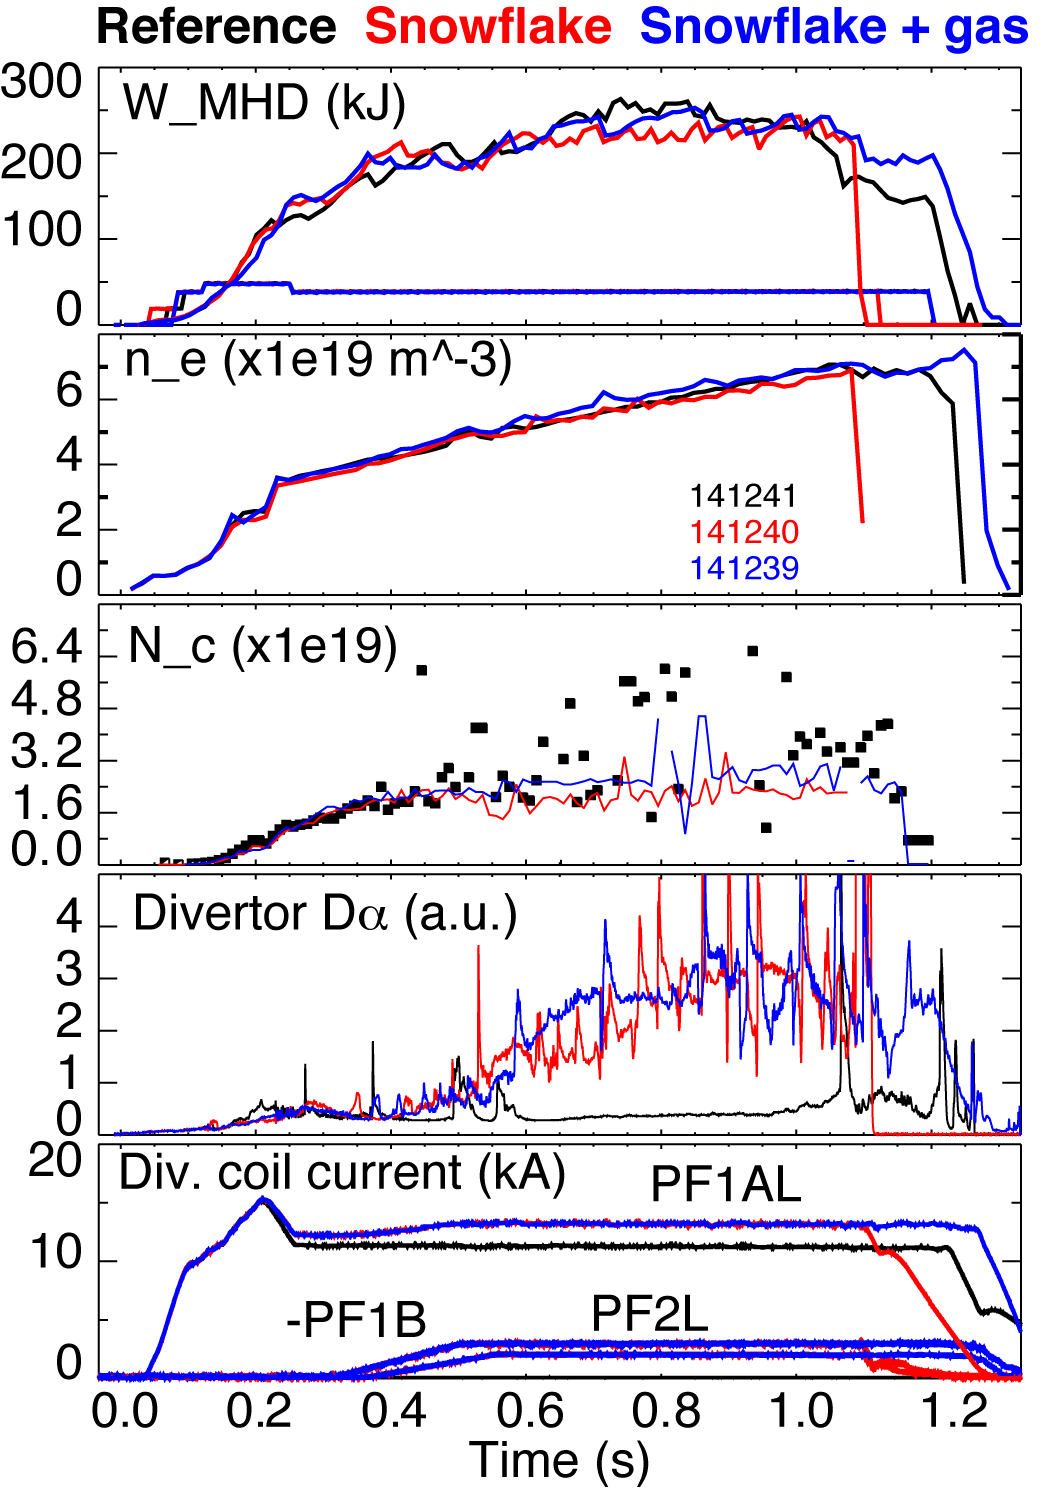 Reference Snowflake Snowflake + gas
300
W_MHD (kJ)
200
100
0
n_e (x1e19 m^-3)
6
4
141241
2
141240
141239
0
N_c (x1e19)
6.4
4.8
3.2
1.6
0.0
Divertor Dα (a.u.)
4
3
2
1
0
20
Div. coil current (kA)
PF1AL
10
-PF1B
PF2L
0
0.0 0.2 0.4 0.6 0.8 1.0 1.2
Time (s)